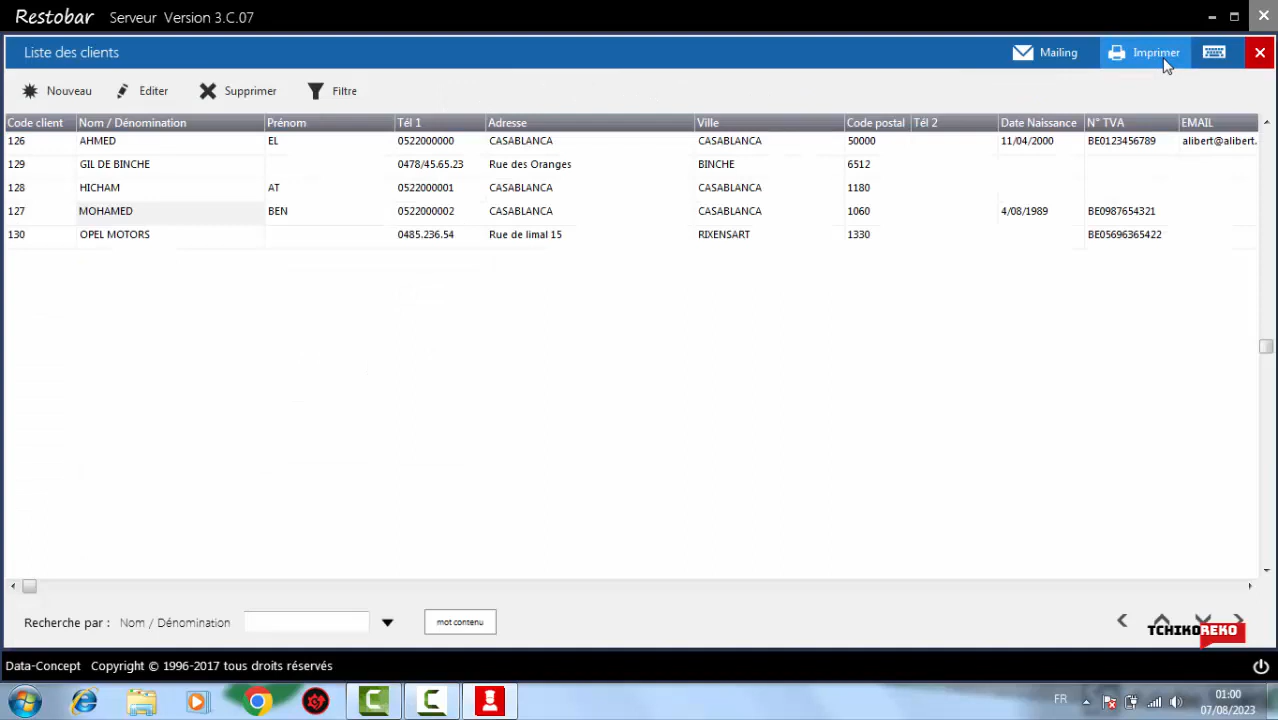 Restobar Serveur Version 3.C.07
Liste des clients Mailing Imprimer
Nouveau Editer Supprimer Filtre
Code client Nom / Dénomination Prénom Tél 1 Adresse Ville Code postal Tél 2 Date Naissance N° TVA EMAIL
126 AHMED EL 0522000000 CASABLANCA CASABLANCA 50000 11/04/2000 BE0123456789 alibert@alibert.
129 GIL DE BINCHE 0478/45.65.23 Rue des Oranges BINCHE 6512
128 HICHAM AT 0522000001 CASABLANCA CASABLANCA 1180
127 MOHAMED BEN 0522000002 CASABLANCA CASABLANCA 1060 4/08/1989 BE0987654321
130 OPEL MOTORS 0485.236.54 Rue de limal 15 RIXENSART 1330 BE05696365422
Recherche par : Nom / Dénomination mot contenu
TCHIKOREKO
Data-Concept Copyright © 1996-2017 tous droits réservés
FR 01:00
07/08/2023